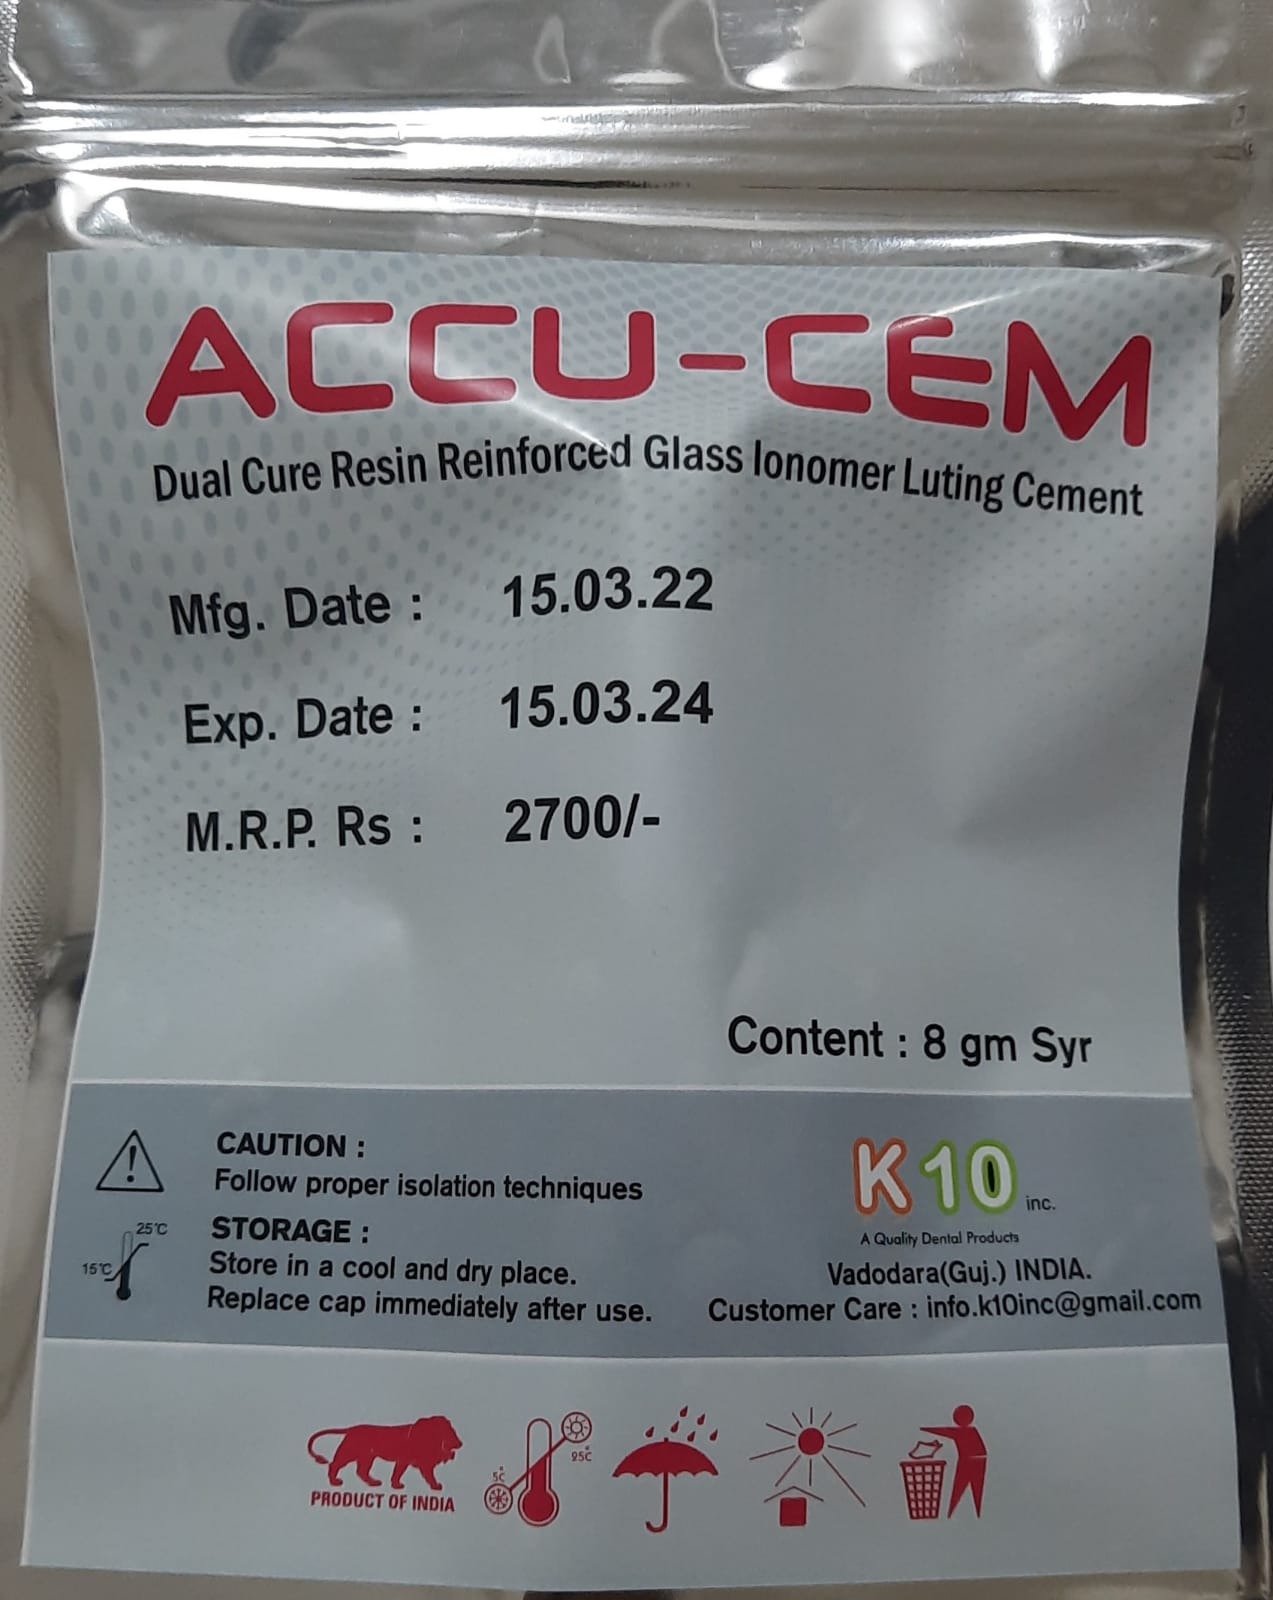 ACCU-CEM
Dual Cure Resin Reinforced Glass Ionomer Luting Cement
Mfg. Date : 15.03.22
Exp. Date : 15.03.24
M.R.P. Rs : 2700/-
Content : 8 gm Syr
CAUTION :
Follow proper isolation techniques
25°C
15°C
STORAGE :
Store in a cool and dry place.
Replace cap immediately after use.
K10 inc.
A Quality Dental Products
Vadodara(Guj.) INDIA.
Customer Care : info.k10inc@gmail.com
PRODUCT OF INDIA
5°C
25°C